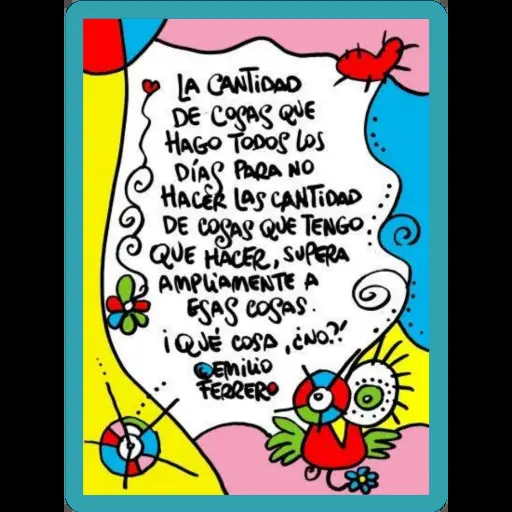 LA CANTIDAD
DE COSAS QUE
HAGO TODOS LOS
DÍAS PARA NO
HACER LAS CANTIDAD
DE COSAS QUE TENGO
QUE HACER, SUPERA
AMPLIAMENTE A
ESAS COSAS.
¡QUÉ COSA, ¿NO?!
©EMILIO
FERRERO